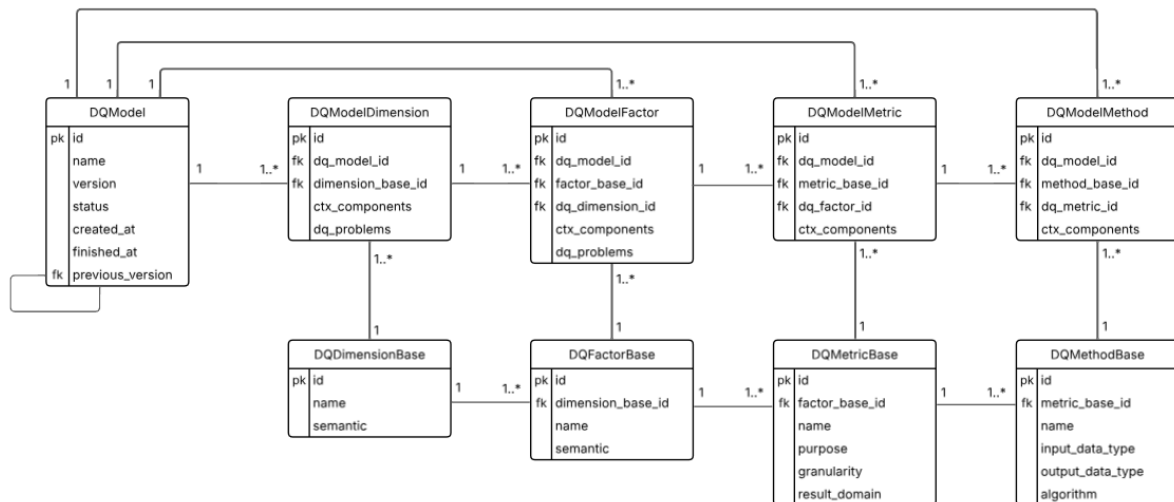 1 1 1 1..* 1..* 1..*
DQModel
pk id
name
version
status
created_at
finished_at
fk previous_version
1 1..*
DQModelDimension
pk id
fk dq_model_id
fk dimension_base_id
ctx_components
dq_problems
1 1..*
DQModelFactor
pk id
fk dq_model_id
fk factor_base_id
fk dq_dimension_id
ctx_components
dq_problems
1 1..*
DQModelMetric
pk id
fk dq_model_id
fk metric_base_id
fk dq_factor_id
ctx_components
1 1..*
DQModelMethod
pk id
fk dq_model_id
fk method_base_id
fk dq_metric_id
ctx_components
1..* 1..* 1..* 1..*
1 1 1 1
DQDimensionBase
pk id
name
semantic
1 1..*
DQFactorBase
pk id
fk dimension_base_id
name
semantic
1 1..*
DQMetricBase
pk id
fk factor_base_id
name
purpose
granularity
result_domain
1 1..*
DQMethodBase
pk id
fk metric_base_id
name
input_data_type
output_data_type
algorithm